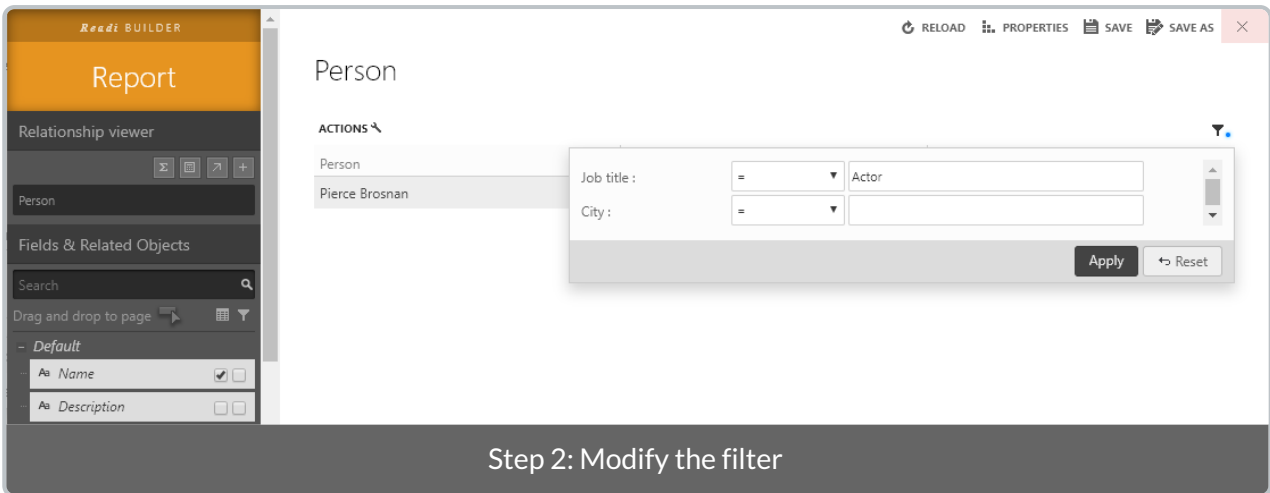 Readi BUILDER
Report
Relationship viewer
Σ
Person
Fields & Related Objects
Search
Drag and drop to page
Default
Aa Name
Aa Description
RELOAD PROPERTIES SAVE SAVE AS
Person
ACTIONS
Person
Pierce Brosnan
Job title : = Actor
City : =
Apply Reset
Step 2: Modify the filter